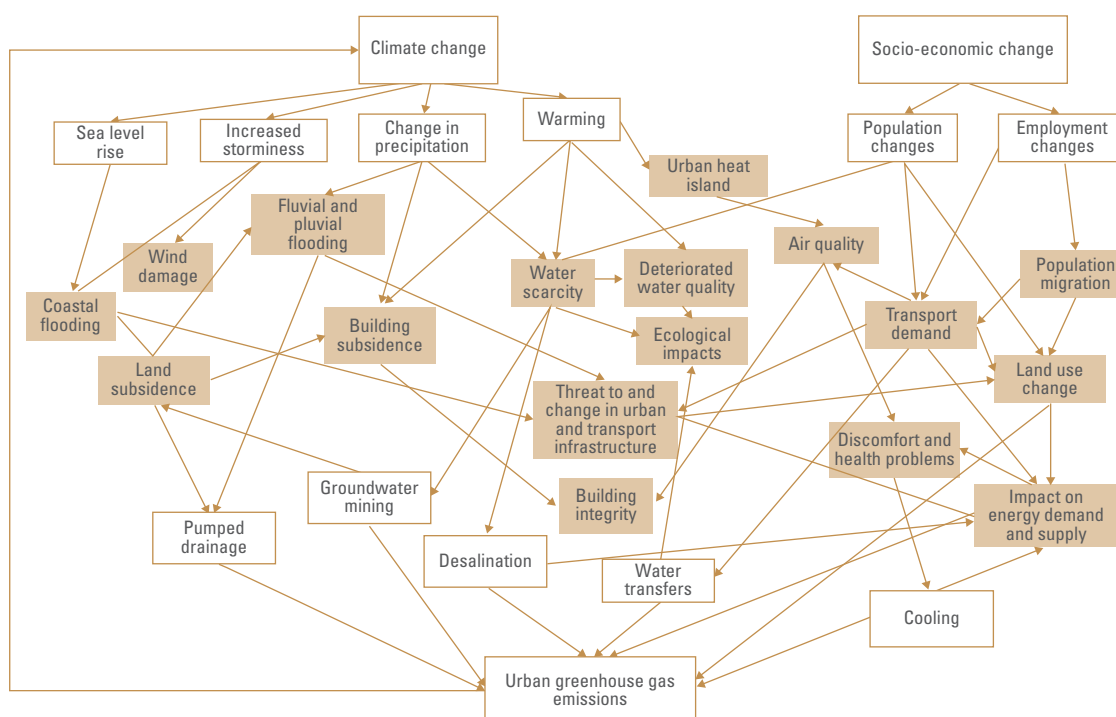 Climate change
Socio-economic change
Sea level
rise
Increased
storminess
Change in
precipitation
Warming
Population
changes
Employment
changes
Urban heat
island
Fluvial and
pluvial
flooding
Wind
damage
Air quality
Water
scarcity
Deteriorated
water quality
Population
migration
Coastal
flooding
Building
subsidence
Ecological
impacts
Transport
demand
Land
subsidence
Land use
change
Threat to and
change in urban
and transport
infrastructure
Discomfort and
health problems
Groundwater
mining
Building
integrity
Impact on
energy demand
and supply
Pumped
drainage
Desalination
Water
transfers
Cooling
Urban greenhouse gas
emissions